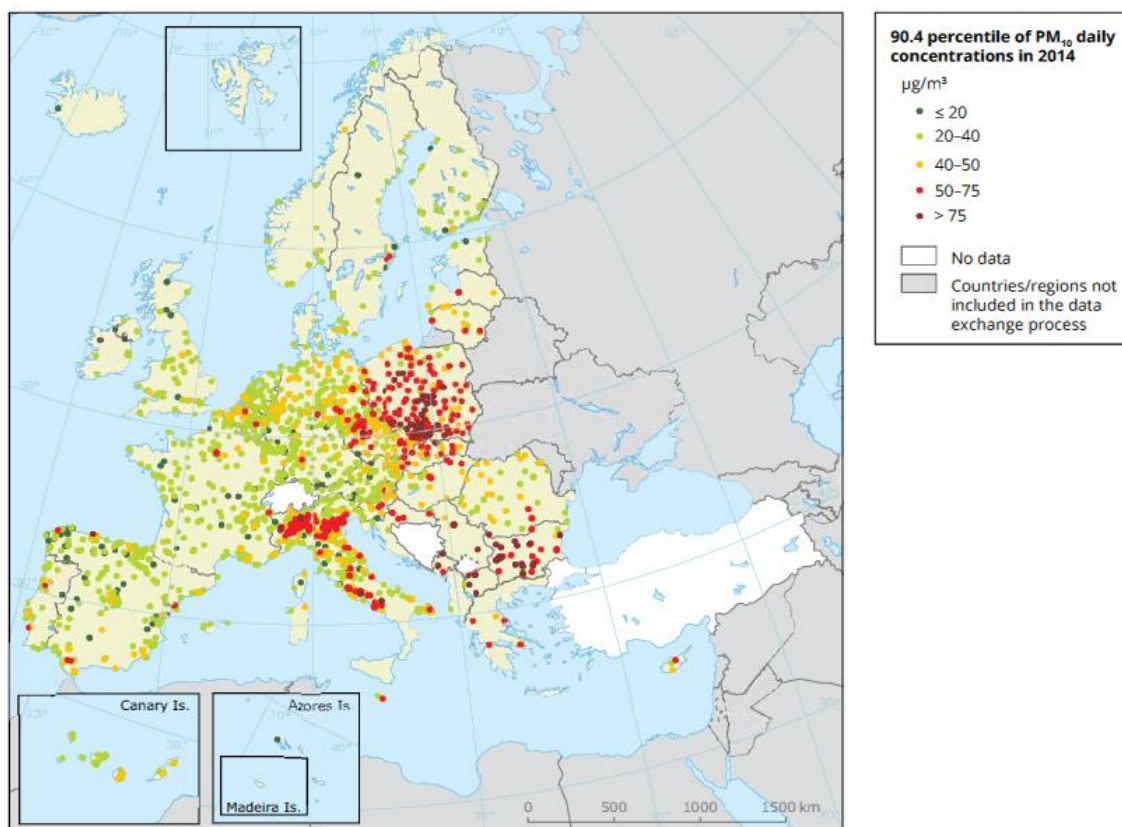 90.4 percentile of PM₁₀ daily
concentrations in 2014
µg/m³
≤ 20
20–40
40–50
50–75
> 75
No data
Countries/regions not
included in the data
exchange process
Canary Is.
Azores Is.
Madeira Is.
0 500 1000 1500 km